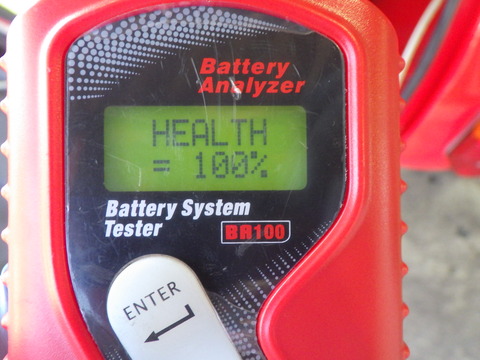 Battery
Analyzer
HEALTH
= 100%
Battery System
Tester
BR100
ENTER